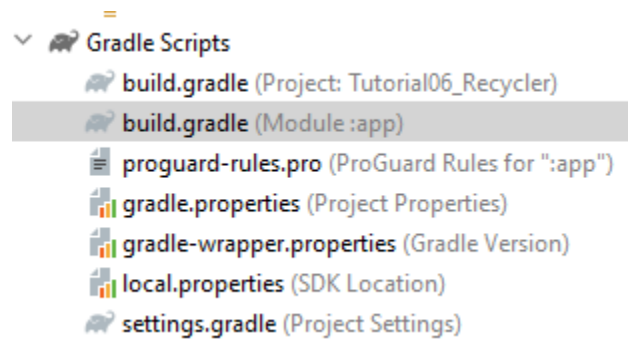 Gradle Scripts
build.gradle (Project: Tutorial06_Recycler)
build.gradle (Module :app)
proguard-rules.pro (ProGuard Rules for ":app")
gradle.properties (Project Properties)
gradle-wrapper.properties (Gradle Version)
local.properties (SDK Location)
settings.gradle (Project Settings)